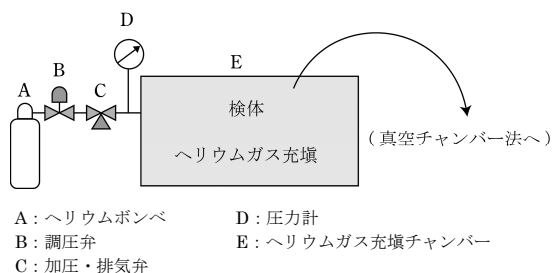 D
E
B
A
C
検体
ヘリウムガス充塡
(真空チャンバー法へ)
A：ヘリウムボンベ
D：圧力計
B：調圧弁
E：ヘリウムガス充塡チャンバー
C：加圧・排気弁